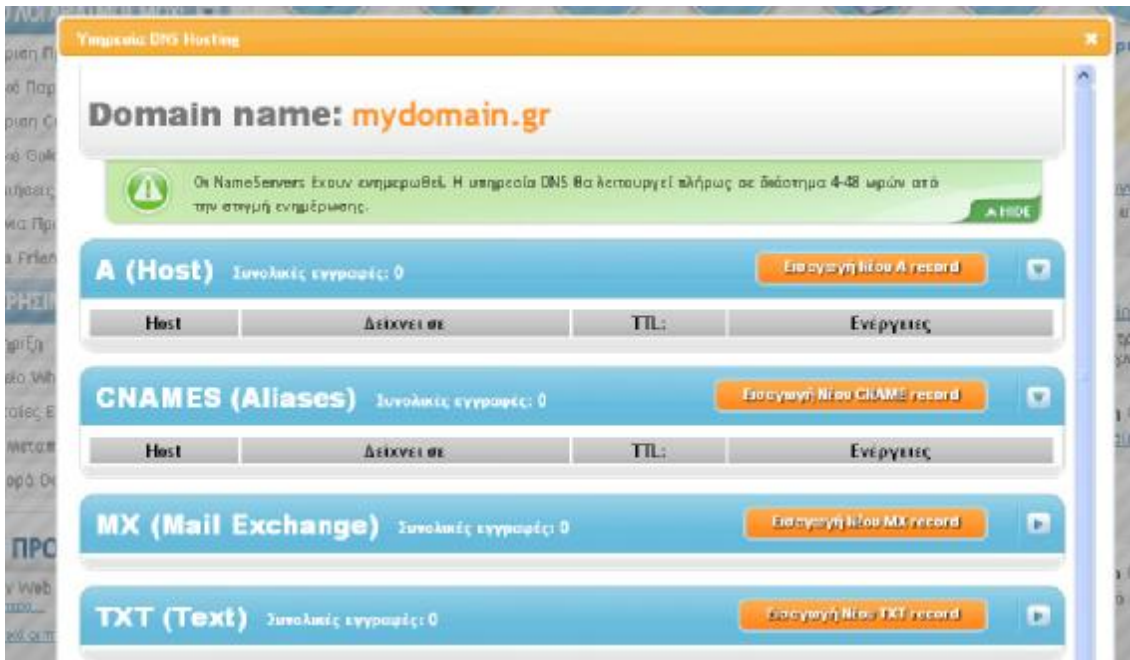 Υπηρεσία DNS Hosting
Domain name: mydomain.gr
Οι NameServers έχουν ενημερωθεί. Η υπηρεσία DNS θα λειτουργεί πλήρως σε διάστημα 4-48 ωρών από
την στιγμή ενημέρωσης.
HIDE
A (Host) Συνολικές εγγραφές: 0 Εισαγωγή Νέου A record
Host Δείχνει σε TTL: Ενέργειες
CNAMES (Aliases) Συνολικές εγγραφές: 0 Εισαγωγή Νέου CNAME record
Host Δείχνει σε TTL: Ενέργειες
MX (Mail Exchange) Συνολικές εγγραφές: 0 Εισαγωγή Νέου MX record
TXT (Text) Συνολικές εγγραφές: 0 Εισαγωγή Νέου TXT record